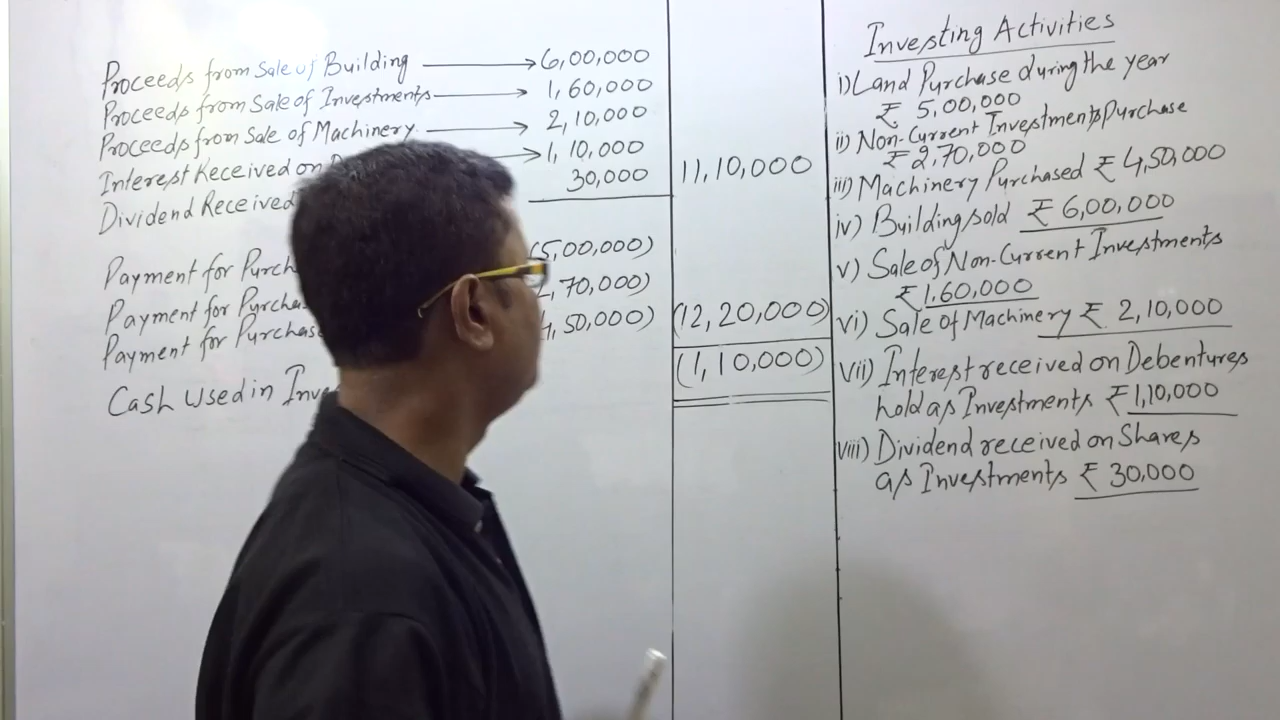 Proceeds from Sale of Building 6,00,000
Proceeds from Sale of Investments 1,60,000
Proceeds from Sale of Machinery 2,10,000
Interest Received on 1,10,000
Dividend Received 30,000 11,10,000
Payment for Purch (5,00,000)
Payment for Purcha ,70,000)
Payment for Purchase ,50,000) (12,20,000)
Cash Used in Inve (1,10,000)
Investing Activities
i) Land Purchase during the year
₹ 5,00,000
ii) Non-Current Investments Purchase
₹ 2,70,000
iii) Machinery Purchased ₹ 4,50,000
iv) Building sold ₹ 6,00,000
v) Sale of Non-Current Investments
₹ 1,60,000
vi) Sale of Machinery ₹ 2,10,000
vii) Interest received on Debentures
hold as Investments ₹ 1,10,000
viii) Dividend received on Shares
as Investments ₹ 30,000